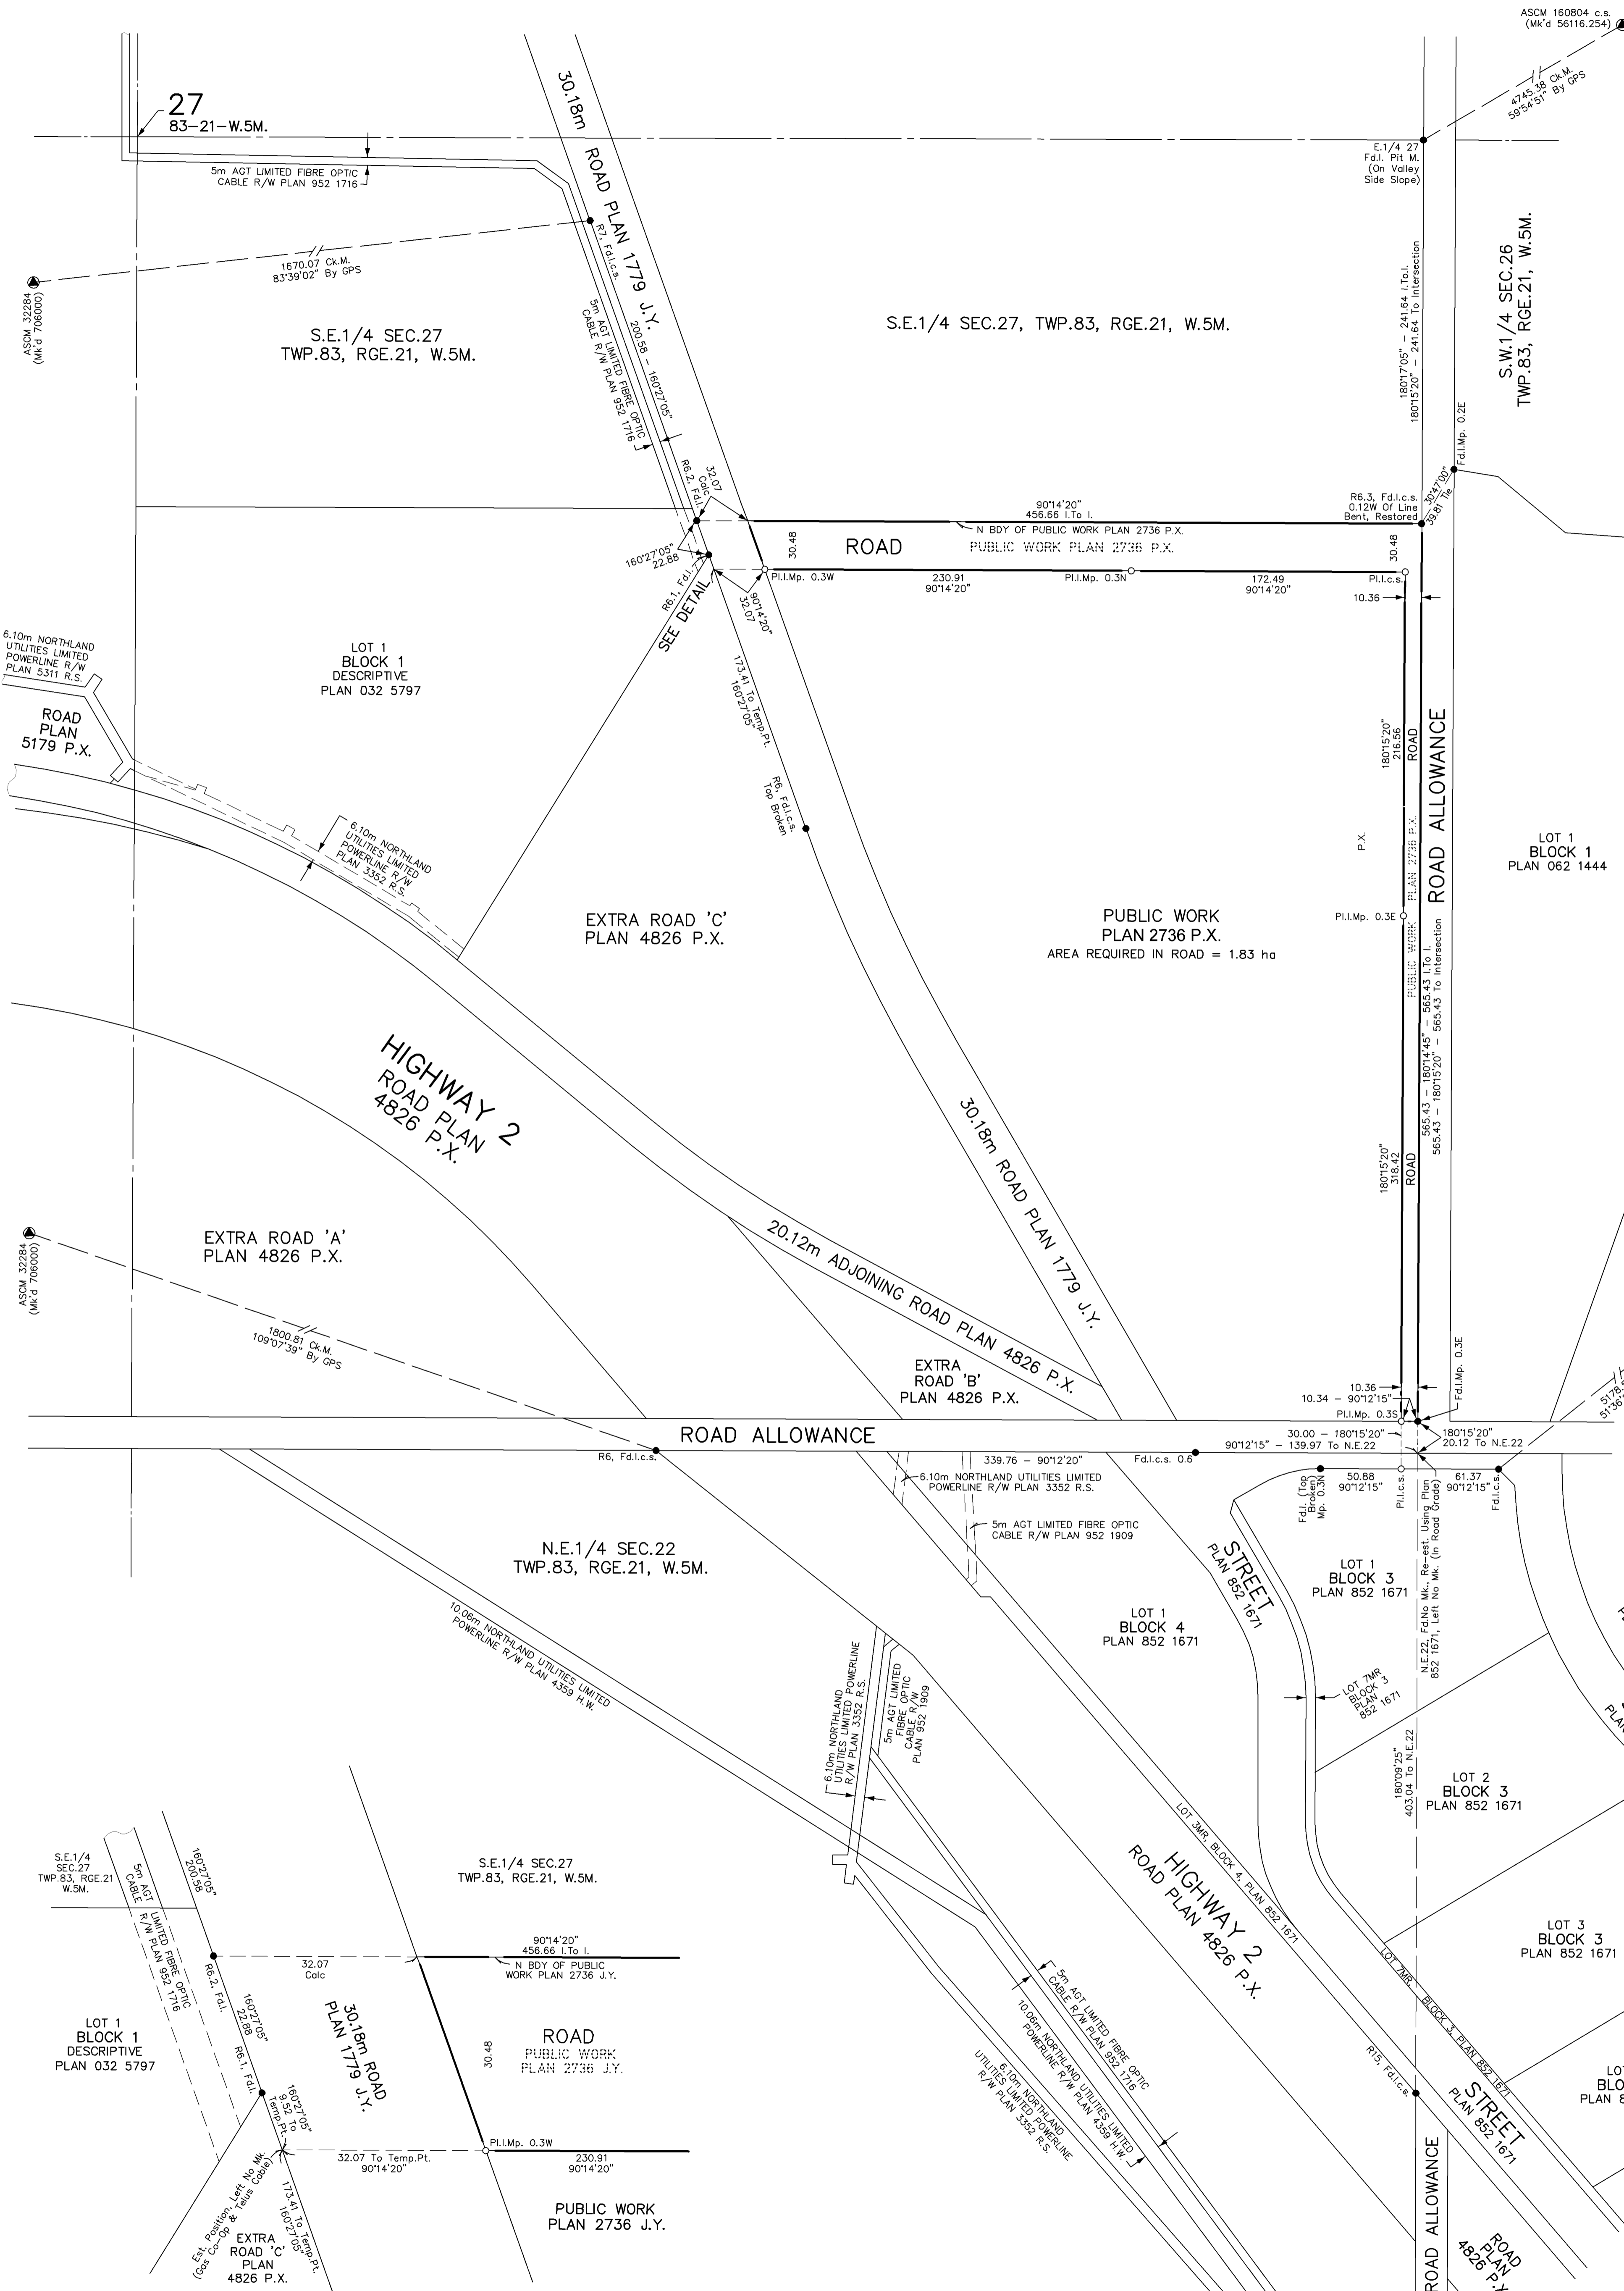 ASCM 160804 c.s.
(Mk'd 56116.254)
4745.38 Ck.M.
59°54'51" By GPS
27
83-21-W.5M.
5m AGT LIMITED FIBRE OPTIC
CABLE R/W PLAN 952 1716
30.18m ROAD PLAN 1779 J.Y.
E.1/4 27
Fd.I. Pit M.
(On Valley
Side Slope)
S.W.1/4 SEC.26
TWP.83, RGE.21, W.5M.
1670.07 Ck.M.
83°39'02" By GPS
ASCM 32284
(Mk'd 706000)
R7, Fd.I.c.s.
200.58 - 160°27'05"
5m AGT LIMITED FIBRE OPTIC
CABLE R/W PLAN 952 1716
S.E.1/4 SEC.27
TWP.83, RGE.21, W.5M.
S.E.1/4 SEC.27, TWP.83, RGE.21, W.5M.
180°17'05" - 241.64 I.To.I.
180°15'20" - 241.64 To Intersection
Fd.I.Mp. 0.2E
R6.2, Fd.I.
32.07
Calc
90°14'20"
456.66 I.To I.
N BDY OF PUBLIC WORK PLAN 2736 P.X.
R6.3, Fd.I.c.s.
0.12W Of Line
Bent, Restored
30°47'00"
39.81 Tie
160°27'05"
22.88
30.48
ROAD
PUBLIC WORK PLAN 2736 P.X.
30.48
R6.1, Fd.I.
SEE DETAIL
90°14'20"
32.07
Pl.I.Mp. 0.3W
230.91
90°14'20"
Pl.I.Mp. 0.3N
172.49
90°14'20"
Pl.I.c.s.
10.36
6.10m NORTHLAND
UTILITIES LIMITED
POWERLINE R/W
PLAN 5311 R.S.
LOT 1
BLOCK 1
DESCRIPTIVE
PLAN 032 5797
ROAD
PLAN
5179 P.X.
173.41 To Temp.Pt.
160°27'05"
R6, Fd.I.c.s.
Top Broken
180°15'20"
216.56
ROAD
ROAD ALLOWANCE
6.10m NORTHLAND
UTILITIES LIMITED
POWERLINE R/W
PLAN 3352 R.S.
P.X.
PUBLIC WORK PLAN 2736 P.X.
LOT 1
BLOCK 1
PLAN 062 1444
EXTRA ROAD 'C'
PLAN 4826 P.X.
PUBLIC WORK
PLAN 2736 P.X.
AREA REQUIRED IN ROAD = 1.83 ha
Pl.I.Mp. 0.3E
565.43 - 180°14'45" - 565.43 I.To I.
565.43 - 180°15'20" - 565.43 To Intersection
HIGHWAY 2
ROAD PLAN
4826 P.X.
30.18m ROAD PLAN 1779 J.Y.
180°15'20"
318.42
ROAD
ASCM 32284
(Mk'd 706000)
EXTRA ROAD 'A'
PLAN 4826 P.X.
20.12m ADJOINING ROAD PLAN 4826 P.X.
1800.81 Ck.M.
109°07'39" By GPS
EXTRA
ROAD 'B'
PLAN 4826 P.X.
Fd.I.Mp. 0.3E
10.36
10.34 - 90°12'15"
Pl.I.Mp. 0.3S
ROAD ALLOWANCE
30.00 - 180°15'20"
90°12'15" - 139.97 To N.E.22
180°15'20"
20.12 To N.E.22
R6, Fd.I.c.s.
339.76 - 90°12'20"
Fd.I.c.s. 0.6
6.10m NORTHLAND UTILITIES LIMITED
POWERLINE R/W PLAN 3352 R.S.
Fd.I. (Top
Broken)
Mp. 0.3N
50.88
90°12'15"
Pl.I.c.s.
61.37
90°12'15"
Fd.I.c.s.
5m AGT LIMITED FIBRE OPTIC
CABLE R/W PLAN 952 1909
N.E.22, Fd.No Mk., Re-est. Using Plan
852 1671, Left No Mk. (In Road Grade)
N.E.1/4 SEC.22
TWP.83, RGE.21, W.5M.
STREET
PLAN 852 1671
LOT 1
BLOCK 3
PLAN 852 1671
10.06m NORTHLAND UTILITIES LIMITED
POWERLINE R/W PLAN 4359 H.W.
LOT 1
BLOCK 4
PLAN 852 1671
6.10m NORTHLAND
UTILITIES LIMITED POWERLINE
R/W PLAN 3352 R.S.
5m AGT LIMITED
FIBRE OPTIC
CABLE R/W
PLAN 952 1909
LOT 7MR
BLOCK 3
PLAN
852 1671
180°09'25"
403.04 To N.E.22
LOT 2
BLOCK 3
PLAN 852 1671
LOT 3MR, BLOCK 4, PLAN 852 1671
HIGHWAY 2
ROAD PLAN 4826 P.X.
LOT 3
BLOCK 3
PLAN 852 1671
LOT 7MR, BLOCK 3, PLAN 852 1671
R15, Fd.I.c.s.
STREET
PLAN 852 1671
ROAD ALLOWANCE
ROAD
PLAN
4826 P.X.
5m AGT LIMITED FIBRE OPTIC
CABLE R/W PLAN 952 1716
10.06m NORTHLAND UTILITIES LIMITED
POWERLINE R/W PLAN 4359 H.W.
6.10m NORTHLAND
UTILITIES LIMITED POWERLINE
R/W PLAN 3352 R.S.
S.E.1/4
SEC.27
TWP.83, RGE.21
W.5M.
5m AGT LIMITED FIBRE OPTIC
CABLE R/W PLAN 952 1716
160°27'05"
200.58
S.E.1/4 SEC.27
TWP.83, RGE.21, W.5M.
90°14'20"
456.66 I.To I.
N BDY OF PUBLIC
WORK PLAN 2736 J.Y.
32.07
Calc
R6.2, Fd.I.
160°27'05"
22.88
R6.1, Fd.I.
30.18m ROAD
PLAN 1779 J.Y.
30.48
ROAD
PUBLIC WORK
PLAN 2736 J.Y.
LOT 1
BLOCK 1
DESCRIPTIVE
PLAN 032 5797
160°27'05"
9.52 To
Temp.Pt.
Pl.I.Mp. 0.3W
32.07 To Temp.Pt.
90°14'20"
230.91
90°14'20"
Est. Position, Left No Mk.
(Gas Co-Op & Telus Cable)
173.41 To Temp.Pt.
160°27'05"
PUBLIC WORK
PLAN 2736 J.Y.
EXTRA
ROAD 'C'
PLAN
4826 P.X.